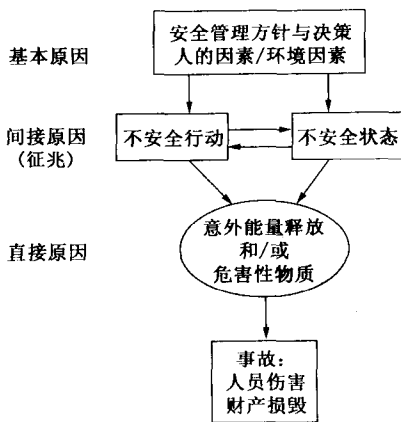 基本原因
安全管理方针与决策
人的因素/环境因素
间接原因
(征兆)
不安全行动
不安全状态
直接原因
意外能量释放
和/或
危害性物质
事故:
人员伤害
财产损毁